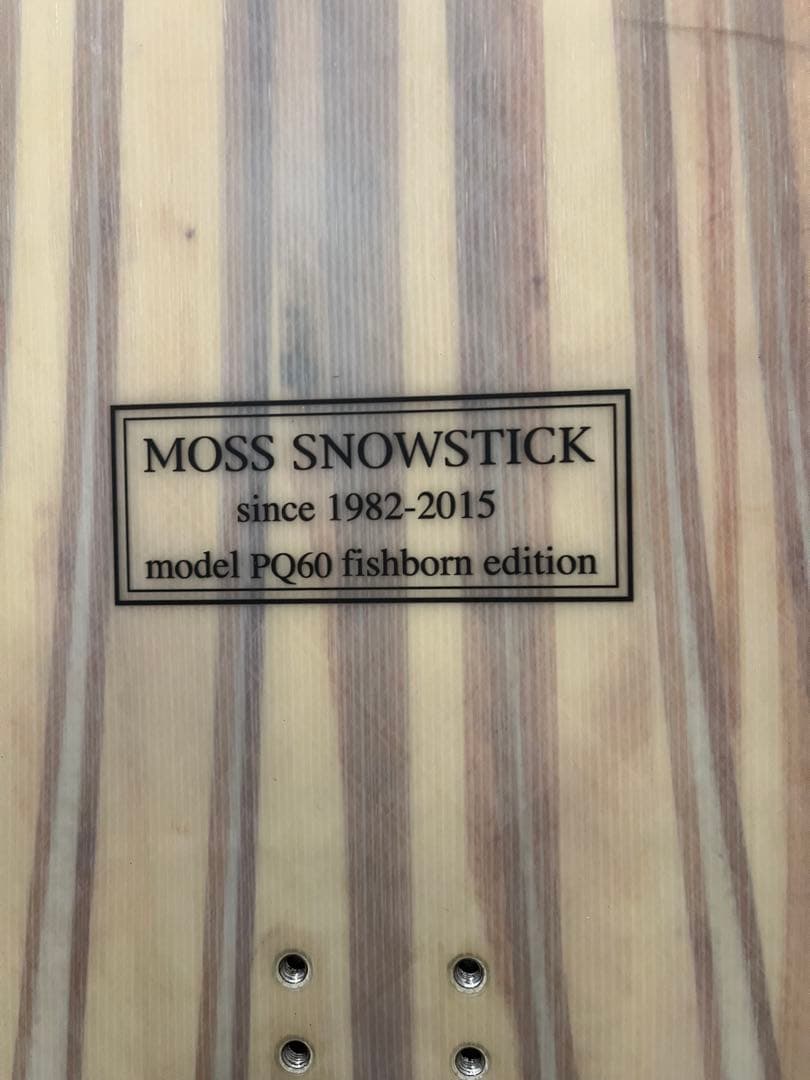 MOSS SNOWSTICK
since 1982-2015
model PQ60 fishborn edition